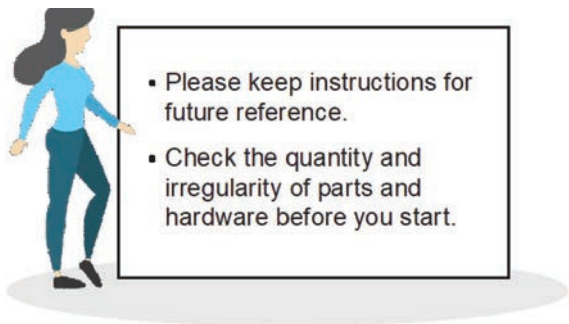 ▪ Please keep instructions for
future reference.
▪ Check the quantity and
irregularity of parts and
hardware before you start.